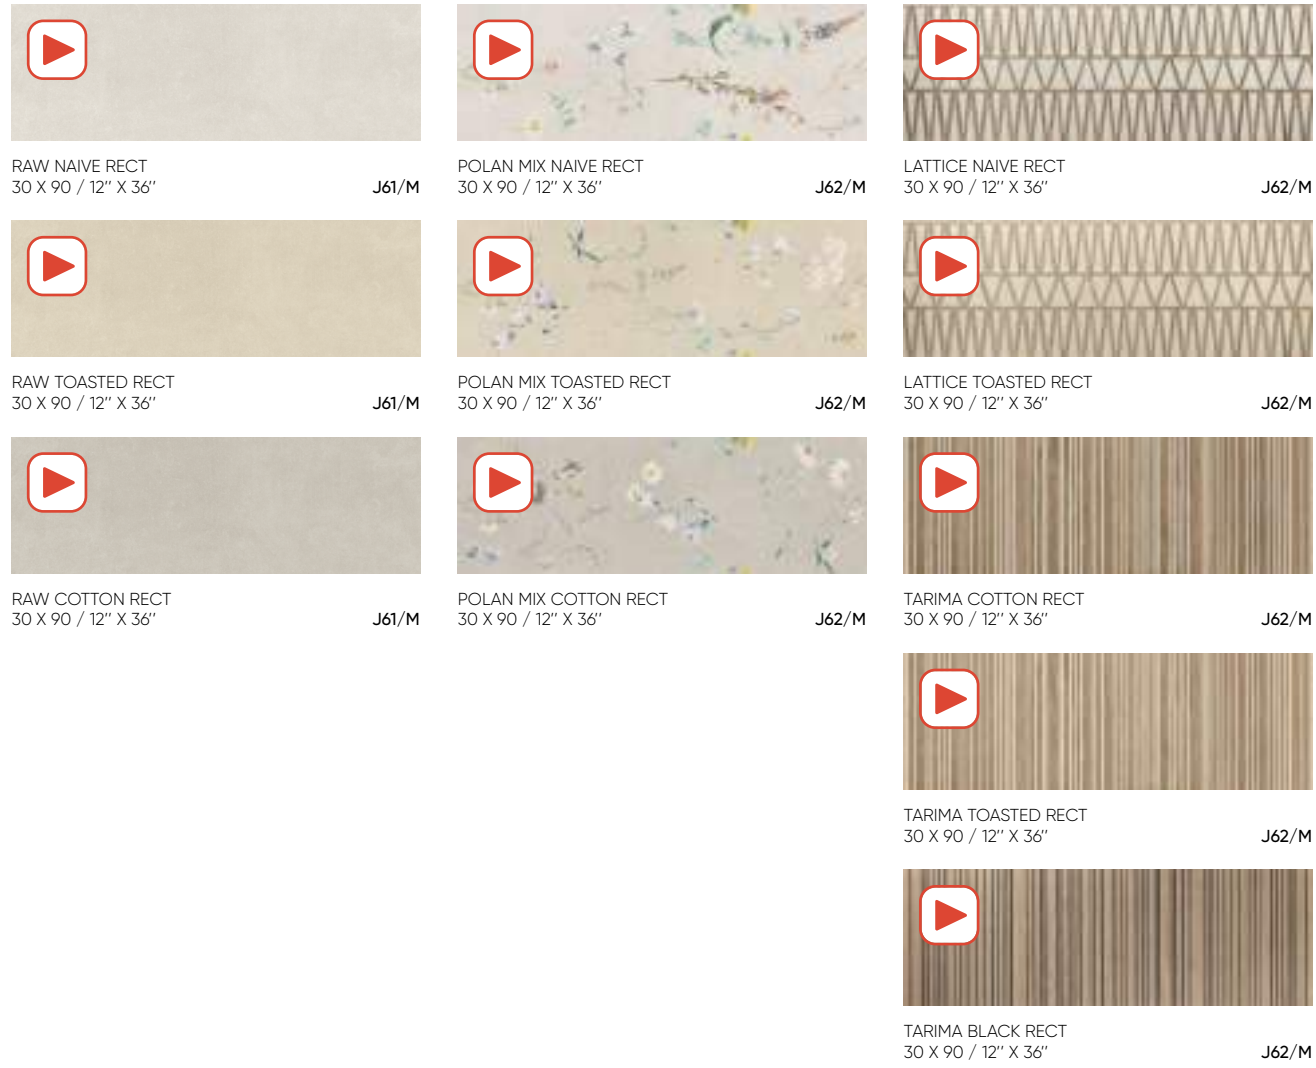 RAW NAIVE RECT
30 X 90 / 12'' X 36'' J61/M
POLAN MIX NAIVE RECT
30 X 90 / 12'' X 36'' J62/M
LATTICE NAIVE RECT
30 X 90 / 12'' X 36'' J62/M
RAW TOASTED RECT
30 X 90 / 12'' X 36'' J61/M
POLAN MIX TOASTED RECT
30 X 90 / 12'' X 36'' J62/M
LATTICE TOASTED RECT
30 X 90 / 12'' X 36'' J62/M
RAW COTTON RECT
30 X 90 / 12'' X 36'' J61/M
POLAN MIX COTTON RECT
30 X 90 / 12'' X 36'' J62/M
TARIMA COTTON RECT
30 X 90 / 12'' X 36'' J62/M
TARIMA TOASTED RECT
30 X 90 / 12'' X 36'' J62/M
TARIMA BLACK RECT
30 X 90 / 12'' X 36'' J62/M